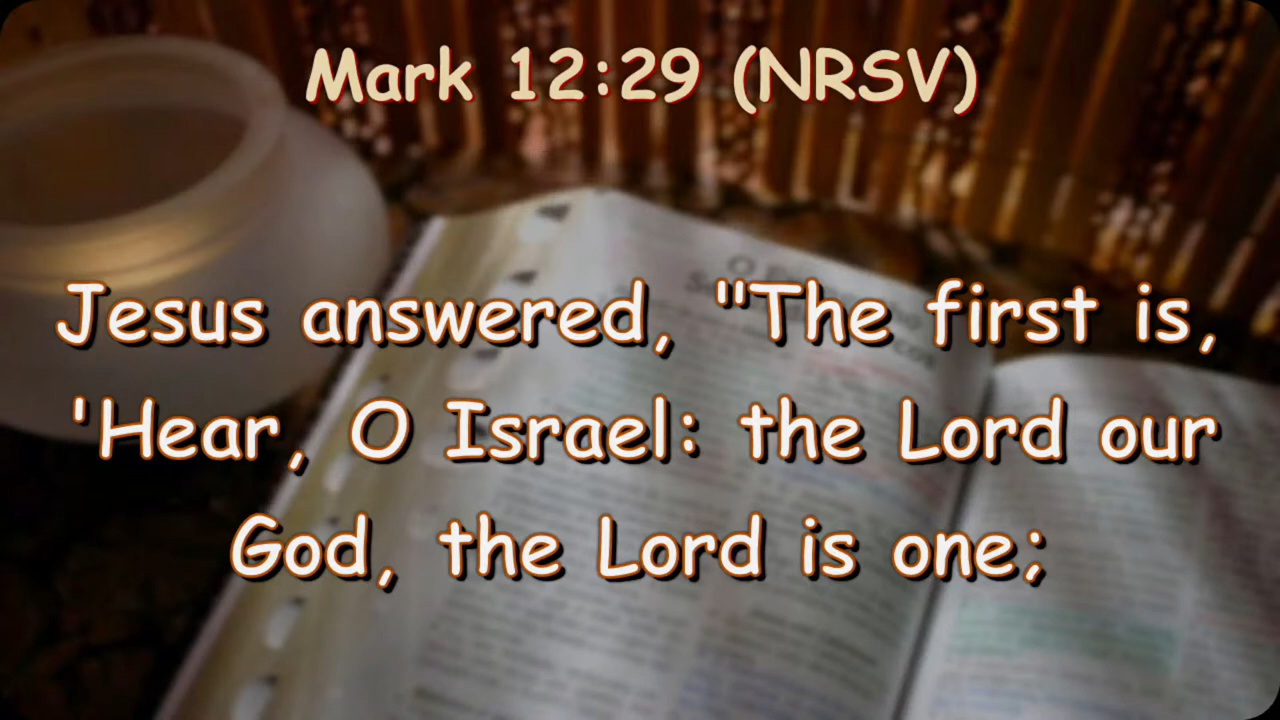 Mark 12:29 (NRSV)
Jesus answered, "The first is,
'Hear, O Israel: the Lord our
God, the Lord is one;